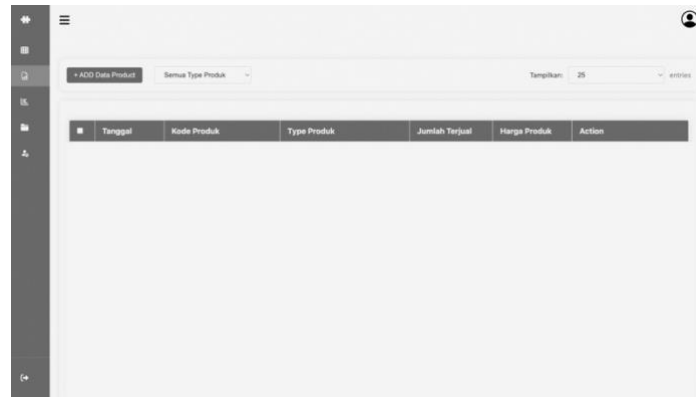 + ADD Data Product Semua Type Produk Tampilkan: 25 entries
Tanggal Kode Produk Type Produk Jumlah Terjual Harga Produk Action